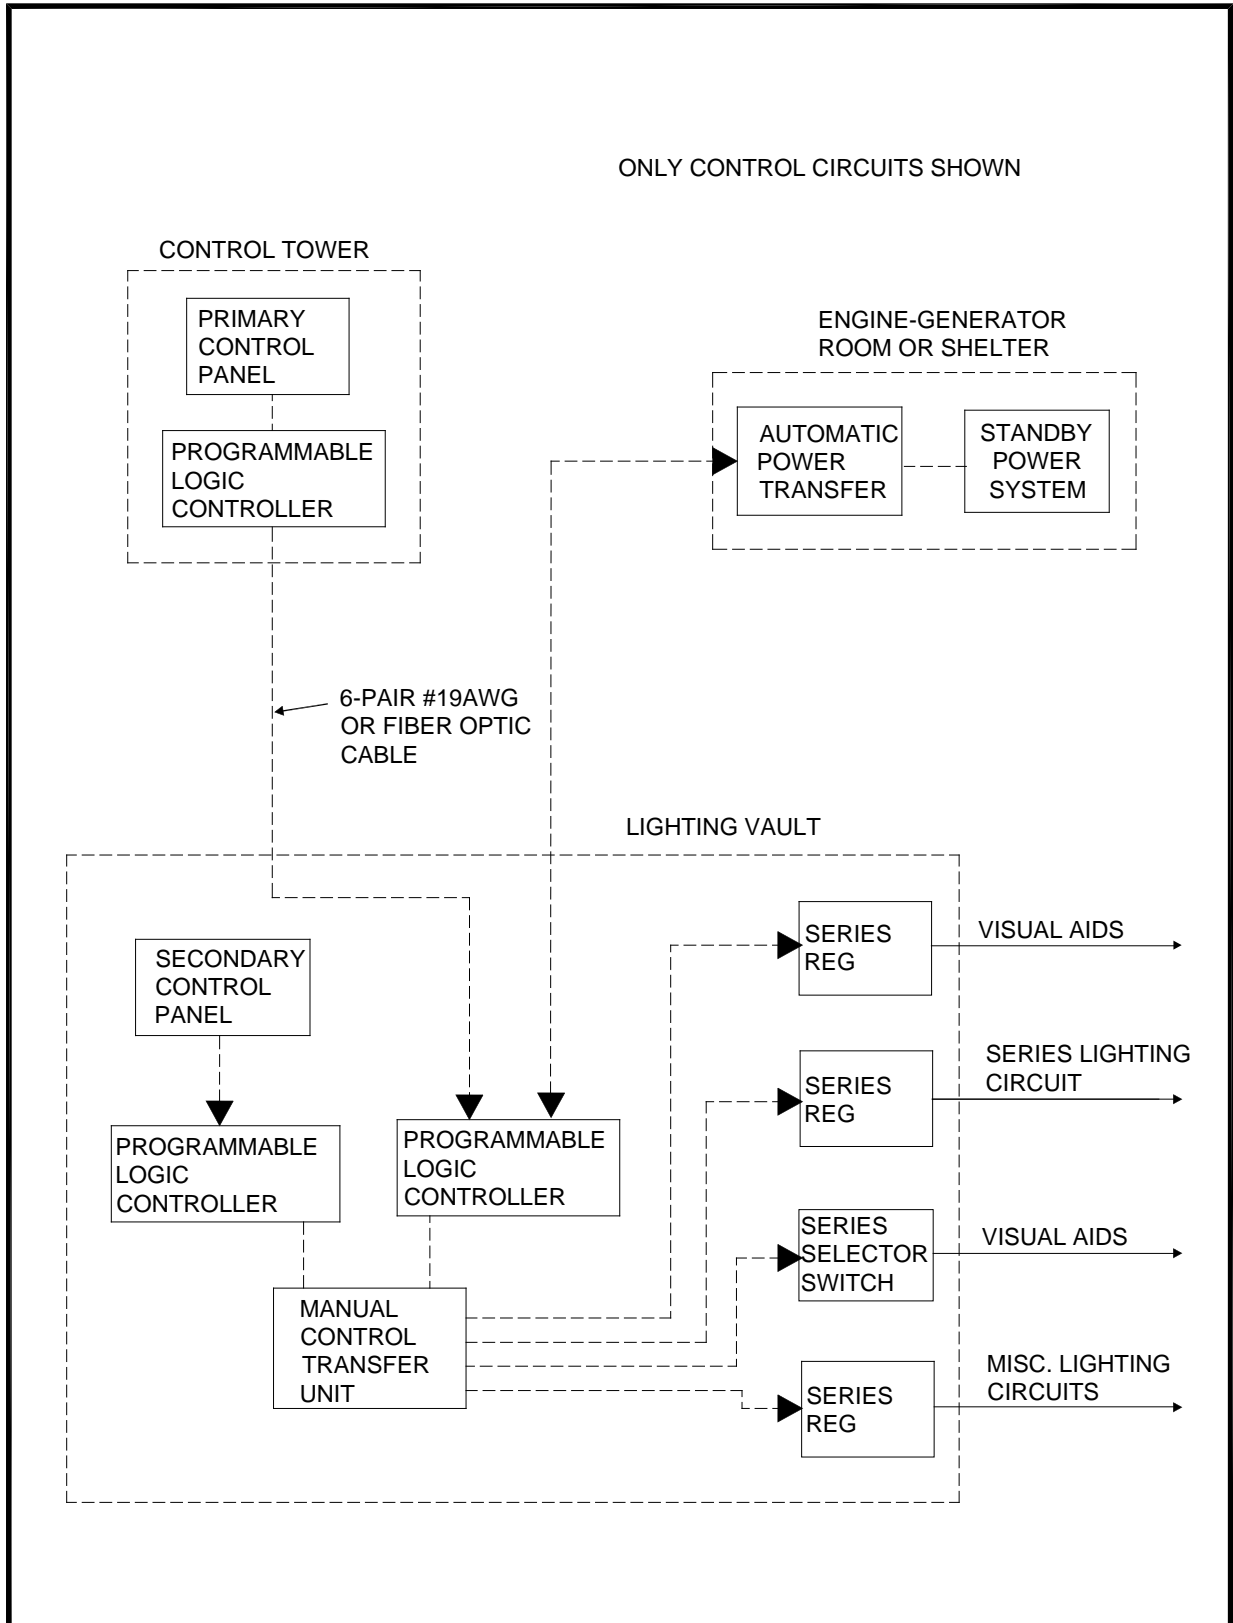 ONLY CONTROL CIRCUITS SHOWN
CONTROL TOWER
PRIMARY
CONTROL
PANEL
PROGRAMMABLE
LOGIC
CONTROLLER
ENGINE-GENERATOR
ROOM OR SHELTER
AUTOMATIC
POWER
TRANSFER
STANDBY
POWER
SYSTEM
6-PAIR #19AWG
OR FIBER OPTIC
CABLE
LIGHTING VAULT
SECONDARY
CONTROL
PANEL
PROGRAMMABLE
LOGIC
CONTROLLER
PROGRAMMABLE
LOGIC
CONTROLLER
MANUAL
CONTROL
TRANSFER
UNIT
SERIES
REG
VISUAL AIDS
SERIES
REG
SERIES LIGHTING
CIRCUIT
SERIES
SELECTOR
SWITCH
VISUAL AIDS
SERIES
REG
MISC. LIGHTING
CIRCUITS